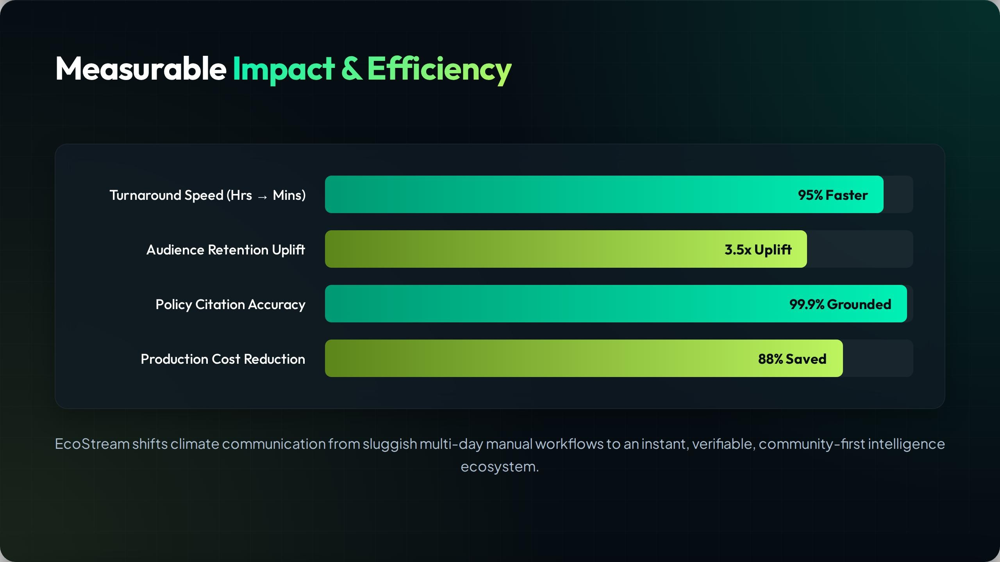 Measurable Impact & Efficiency
Turnaround Speed (Hrs → Mins)
95% Faster
Audience Retention Uplift
3.5x Uplift
Policy Citation Accuracy
99.9% Grounded
Production Cost Reduction
88% Saved
EcoStream shifts climate communication from sluggish multi-day manual workflows to an instant, verifiable, community-first intelligence
ecosystem.